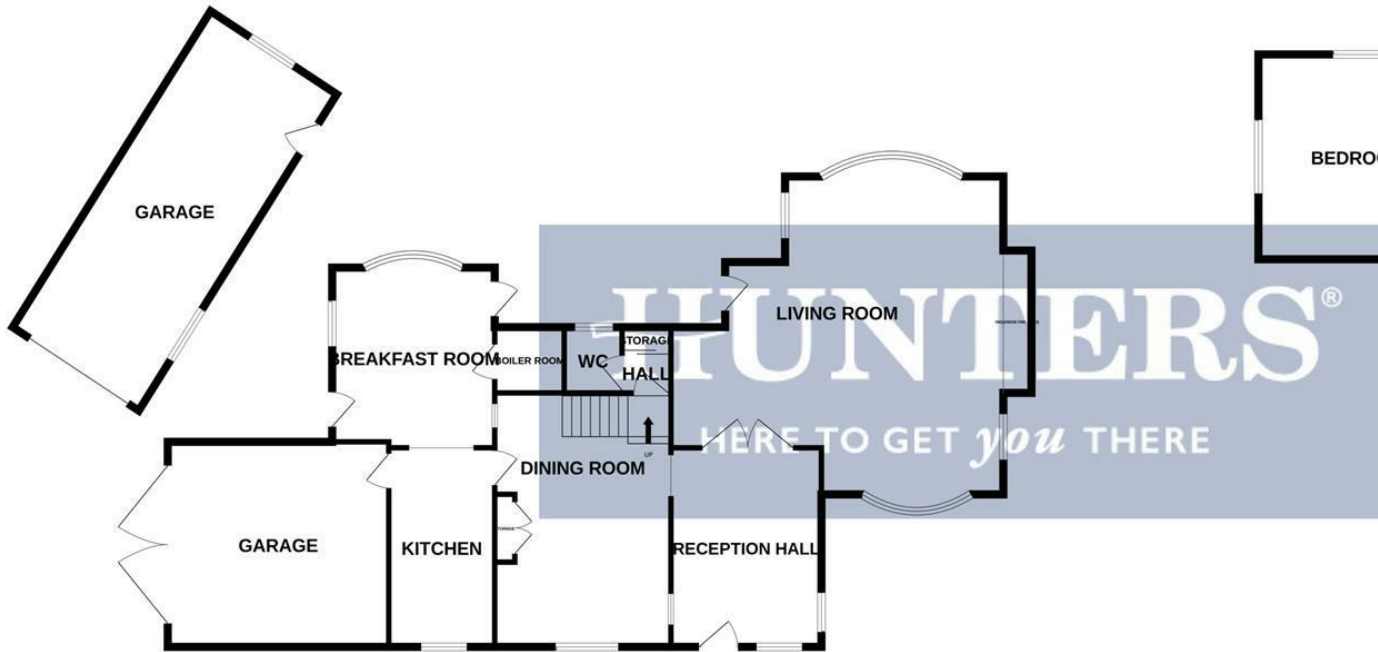 GARAGE
LIVING ROOM
BREAKFAST ROOM
BOILER ROOM
WC
STORAGE
HALL
UP
DINING ROOM
GARAGE
KITCHEN
STORAGE
RECEPTION HALL
BEDROO
HUNTERS®
HERE TO GET you THERE